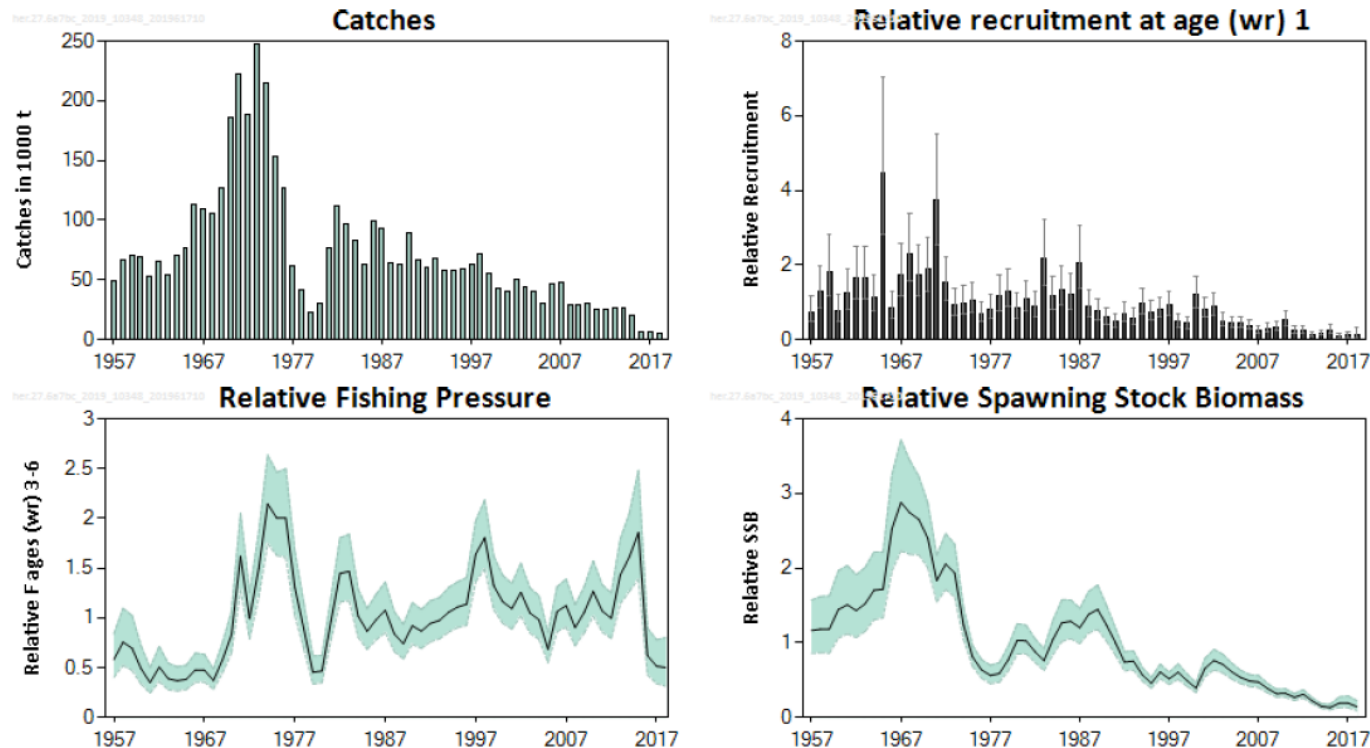 her.27.6a7bc_2019_10348_201961710
Catches
Catches in 1000 t
250
200
150
100
50
0
1957 1967 1977 1987 1997 2007 2017
Relative recruitment at age (wr) 1
Relative Recruitment
8
6
4
2
0
1957 1967 1977 1987 1997 2007 2017
Relative Fishing Pressure
Relative F ages (wr) 3-6
3
2.5
2
1.5
1
0.5
0
1957 1967 1977 1987 1997 2007 2017
Relative Spawning Stock Biomass
Relative SSB
4
3
2
1
0
1957 1967 1977 1987 1997 2007 2017